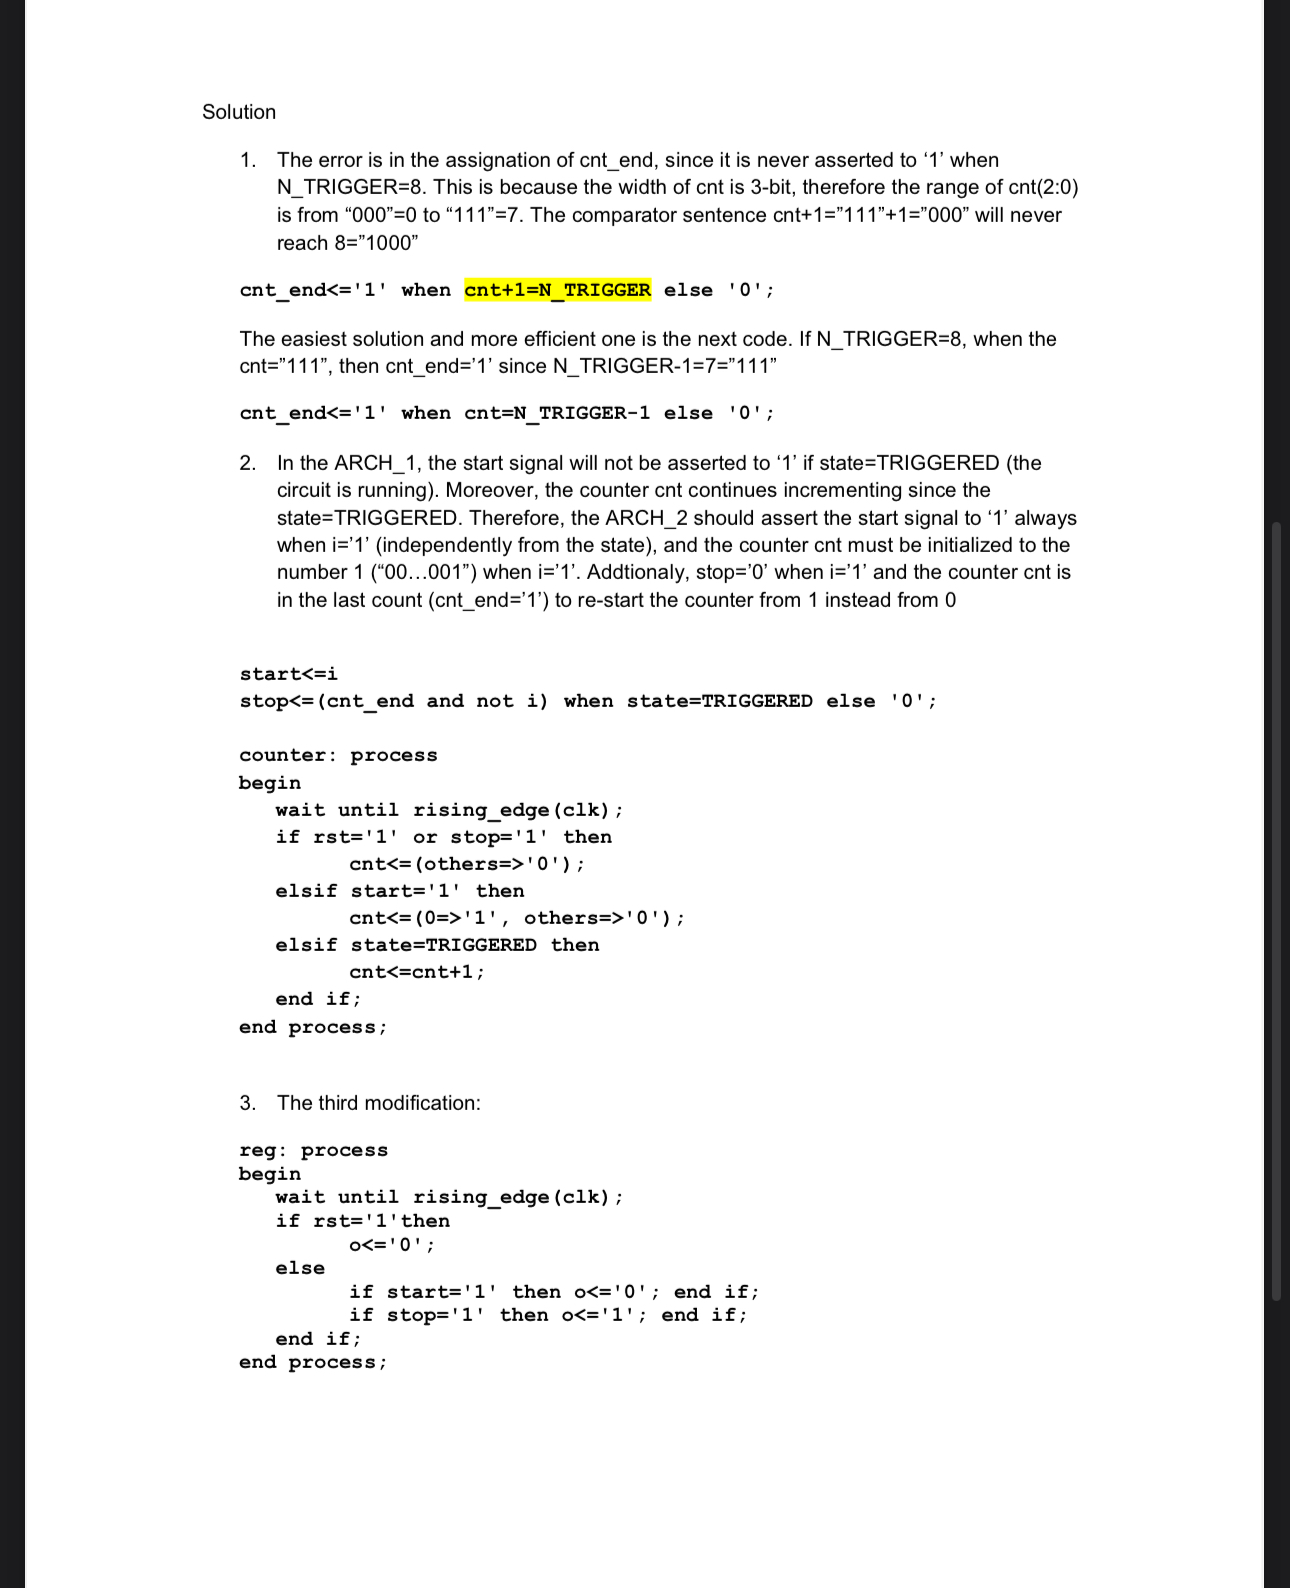 Solution
1. The error is in the assignation of cnt_end, since it is never asserted to ‘1’ when
N_TRIGGER=8. This is because the width of cnt is 3-bit, therefore the range of cnt(2:0)
is from “000”=0 to “111”=7. The comparator sentence cnt+1=”111”+1=”000” will never
reach 8=”1000”
cnt_end<='1' when cnt+1=N_TRIGGER else '0';
The easiest solution and more efficient one is the next code. If N_TRIGGER=8, when the
cnt=”111”, then cnt_end=’1’ since N_TRIGGER-1=7=”111”
cnt_end<='1' when cnt=N_TRIGGER-1 else '0';
2. In the ARCH_1, the start signal will not be asserted to ‘1’ if state=TRIGGERED (the
circuit is running). Moreover, the counter cnt continues incrementing since the
state=TRIGGERED. Therefore, the ARCH_2 should assert the start signal to ‘1’ always
when i=’1’ (independently from the state), and the counter cnt must be initialized to the
number 1 (“00…001”) when i=’1’. Addtionaly, stop=’0’ when i=’1’ and the counter cnt is
in the last count (cnt_end=’1’) to re-start the counter from 1 instead from 0
start<=i
stop<=(cnt_end and not i) when state=TRIGGERED else '0';
counter: process
begin
wait until rising_edge(clk);
if rst='1' or stop='1' then
cnt<=(others=>'0');
elsif start='1' then
cnt<=(0=>'1', others=>'0');
elsif state=TRIGGERED then
cnt<=cnt+1;
end if;
end process;
3. The third modification:
reg: process
begin
wait until rising_edge(clk);
if rst='1'then
o<='0';
else
if start='1' then o<='0'; end if;
if stop='1' then o<='1'; end if;
end if;
end process;